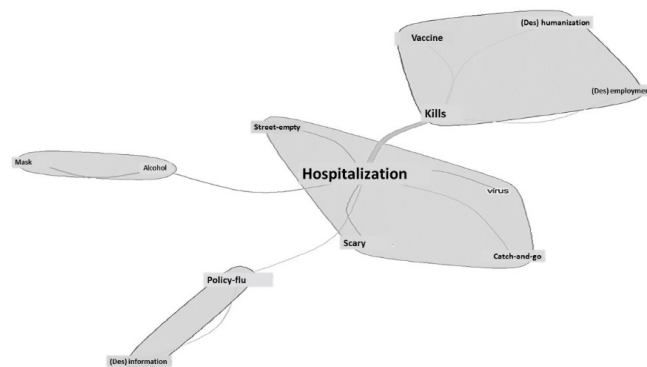 (Des) humanization
Vaccine
(Des) employmen
Kills
Street-empty
Mask
Alcohol
Hospitalization
virus
Scary
Catch-and-go
Policy-flu
(Des) information